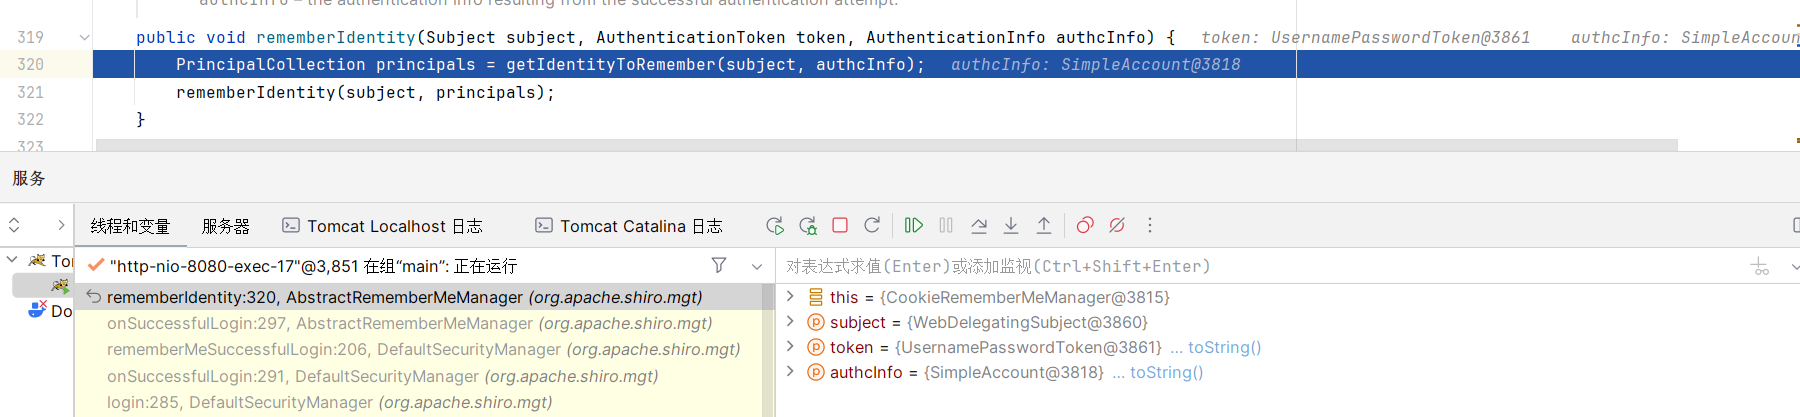 authcInfo – the authentication info resulting from the successful authentication attempt.
319 public void rememberIdentity(Subject subject, AuthenticationToken token, AuthenticationInfo authcInfo) { token: UsernamePasswordToken@3861 authcInfo: SimpleAccoun
320 PrincipalCollection principals = getIdentityToRemember(subject, authcInfo); authcInfo: SimpleAccount@3818
321 rememberIdentity(subject, principals);
322 }
323
服务
线程和变量 服务器 Tomcat Localhost 日志 Tomcat Catalina 日志
Tor
Do
"http-nio-8080-exec-17"@3,851 在组“main”: 正在运行
rememberIdentity:320, AbstractRememberMeManager (org.apache.shiro.mgt)
onSuccessfulLogin:297, AbstractRememberMeManager (org.apache.shiro.mgt)
rememberMeSuccessfulLogin:206, DefaultSecurityManager (org.apache.shiro.mgt)
onSuccessfulLogin:291, DefaultSecurityManager (org.apache.shiro.mgt)
login:285, DefaultSecurityManager (org.apache.shiro.mgt)
对表达式求值(Enter)或添加监视(Ctrl+Shift+Enter)
this = {CookieRememberMeManager@3815}
subject = {WebDelegatingSubject@3860}
token = {UsernamePasswordToken@3861} ... toString()
authcInfo = {SimpleAccount@3818} ... toString()